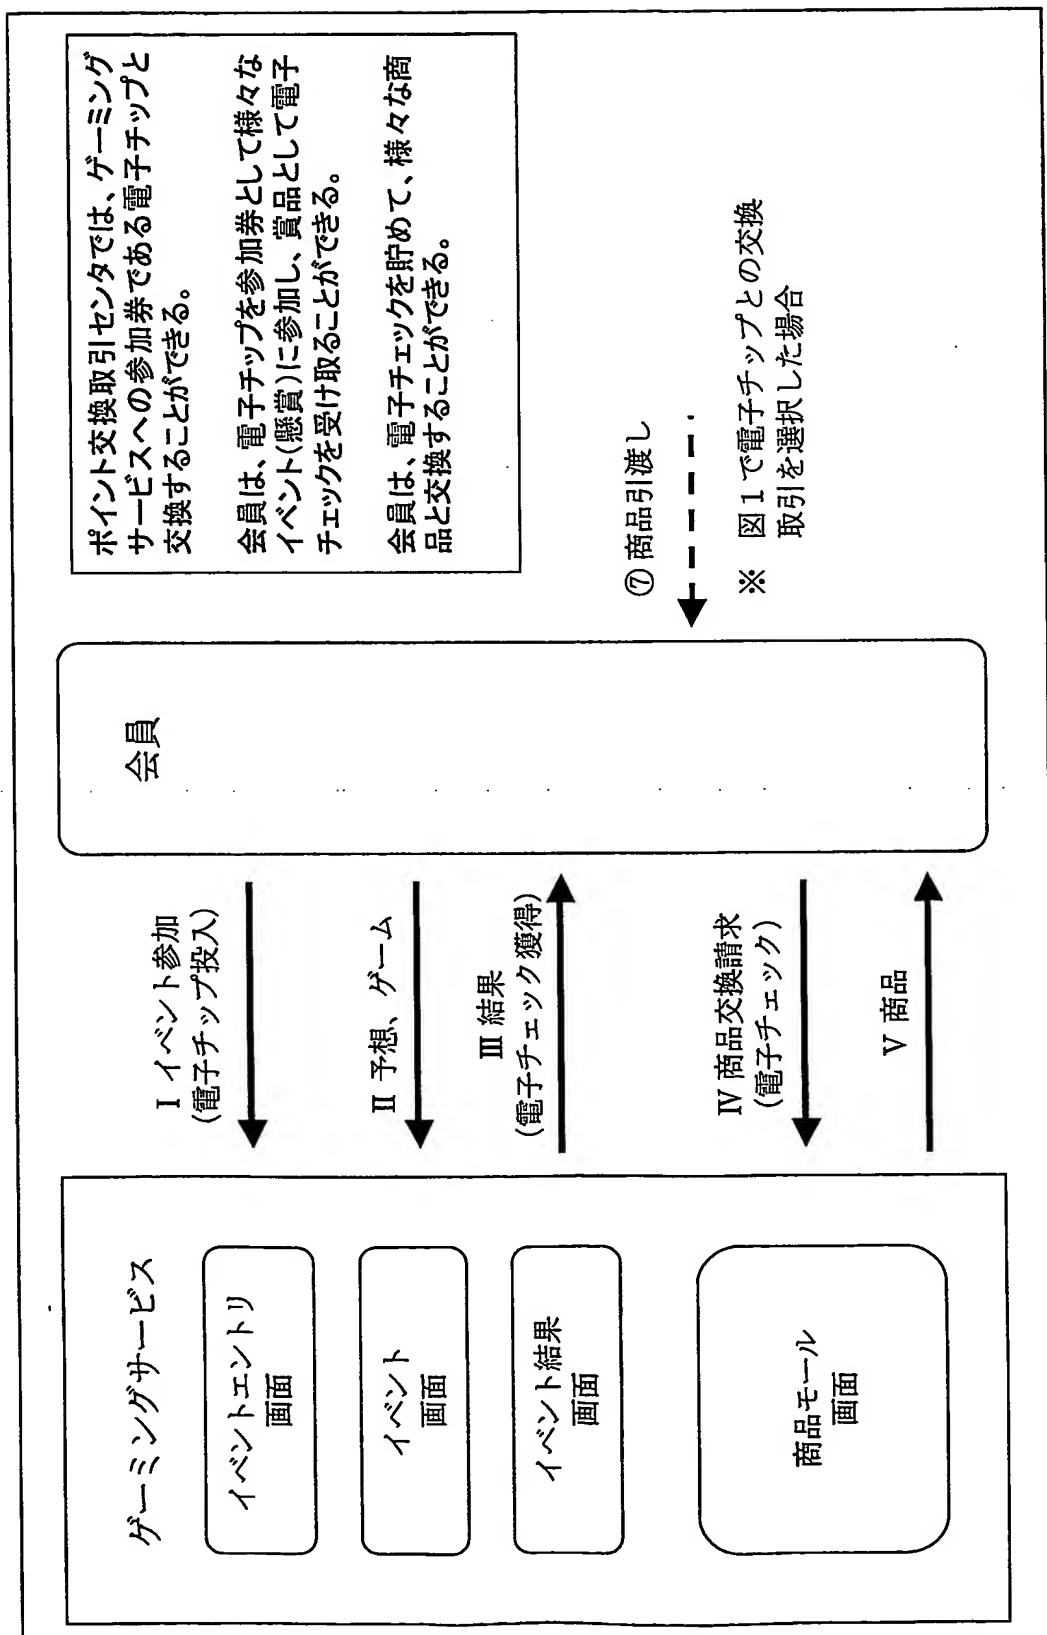 ゲーミングサービス
イベントエントリ
画面
イベント
画面
イベント結果
画面
商品モール
画面
I イベント参加
(電子チップ投入)
II 予想、ゲーム
III 結果
(電子チェック獲得)
IV 商品交換請求
(電子チェック)
V 商品
会員
ポイント交換取引センタでは、ゲーミング
サービスへの参加券である電子チップと
交換することができる。
会員は、電子チップを参加券として様々な
イベント(懸賞)に参加し、賞品として電子
チェックを受け取ることができる。
会員は、電子チェックを貯めて、様々な商
品と交換することができる。
⑦ 商品引渡し
※ 図1で電子チップとの交換
取引を選択した場合